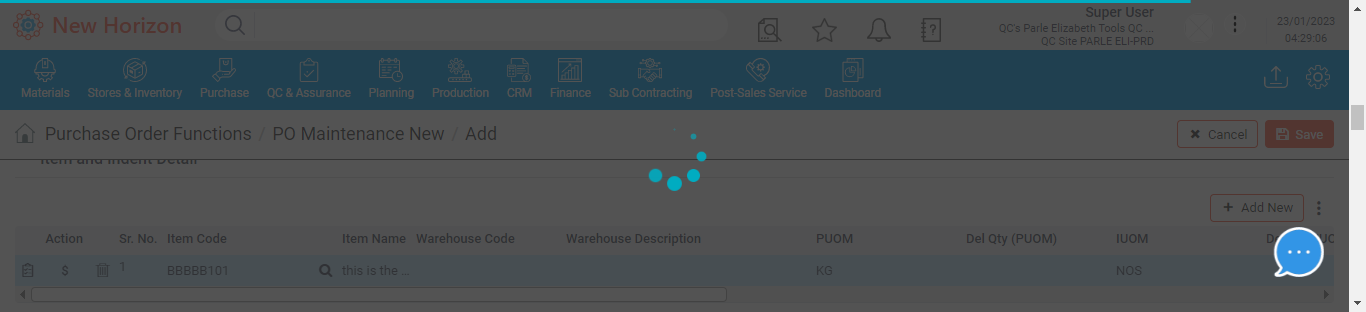 New Horizon
Super User
QC's Parle Elizabeth Tools QC ...
QC Site PARLE ELI-PRD
23/01/2023
04:29:06
Materials Stores & Inventory Purchase QC & Assurance Planning Production CRM Finance Sub Contracting Post-Sales Service Dashboard
Purchase Order Functions / PO Maintenance New / Add
Cancel Save
Item and Indent Detail
+ Add New
Action Sr. No. Item Code Item Name Warehouse Code Warehouse Description PUOM Del Qty (PUOM) IUOM
$ 1 BBBBB101 this is the ... KG NOS